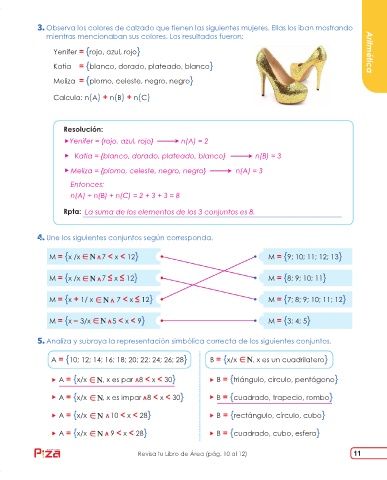 3. Observa los colores de calzado que tienen las siguientes mujeres. Ellas los iban mostrando
mientras mencionaban sus colores. Los resultados fueron:
Aritmética
Yenifer = {rojo, azul, rojo}
Katia = {blanco, dorado, plateado, blanco}
Meliza = {plomo, celeste, negro, negro}
Calcula: n(A) + n(B) + n(C)
Resolución:
▶Yenifer = {rojo, azul, rojo} ⟶ n(A) = 2
▶ Katia = {blanco, dorado, plateado, blanco} ⟶ n(B) = 3
▶Meliza = {plomo, celeste, negro, negro} ⟶ n(A) = 3
Entonces:
n(A) + n(B) + n(C) = 2 + 3 + 3 = 8
Rpta: La suma de los elementos de los 3 conjuntos es 8.
4. Une los siguientes conjuntos según corresponda.
M = {x /x ∈ N ∧ 7 < x < 12} M = {9; 10; 11; 12; 13}
M = {x /x ∈ N ∧ 7 ≤ x ≤ 12} M = {8; 9; 10; 11}
M = {x + 1/ x ∈ N ∧ 7 < x ≤ 12} M = {7; 8; 9; 10; 11; 12}
M = {x – 3/x ∈ N ∧ 5 < x < 9} M = {3; 4; 5}
5. Analiza y subraya la representación simbólica correcta de los siguientes conjuntos.
A = {10; 12; 14; 16; 18; 20; 22; 24; 26; 28} B = {x/x ∈ N, x es un cuadrilatero}
▶ A = {x/x ∈ N, x es par ∧ 8 < x < 30} ▶ B = {triángulo, círculo, pentágono}
▶ A = {x/x ∈ N, x es impar ∧ 8 < x < 30} ▶ B = {cuadrado, trapecio, rombo}
▶ A = {x/x ∈ N ∧ 10 < x < 28} ▶ B = {rectángulo, círculo, cubo}
▶ A = {x/x ∈ N ∧ 9 < x < 28} ▶ B = {cuadrado, cubo, esfera}
Pizza Revisa tu Libro de Área (pág. 10 al 12) 11